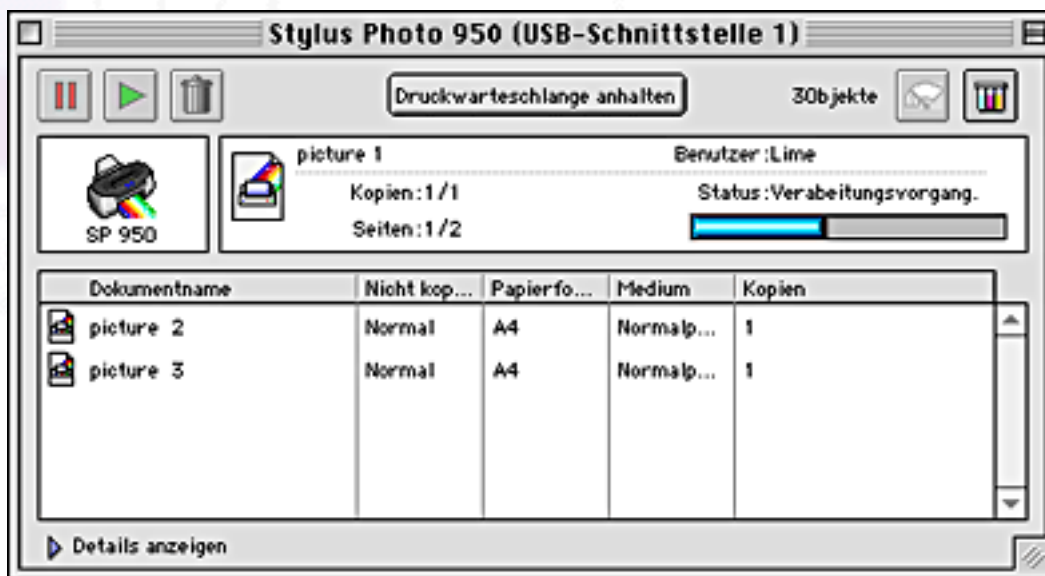 Stylus Photo 950 (USB-Schnittstelle 1)
Druckwarteschlange anhalten 3Objekte
picture 1 Benutzer:Lime
Kopien:1/1 Status:Verabeitungsvorgang.
SP 950 Seiten:1/2
Dokumentname Nicht kop... Papierfo... Medium Kopien
picture 2 Normal A4 Normalp... 1
picture 3 Normal A4 Normalp... 1
Details anzeigen